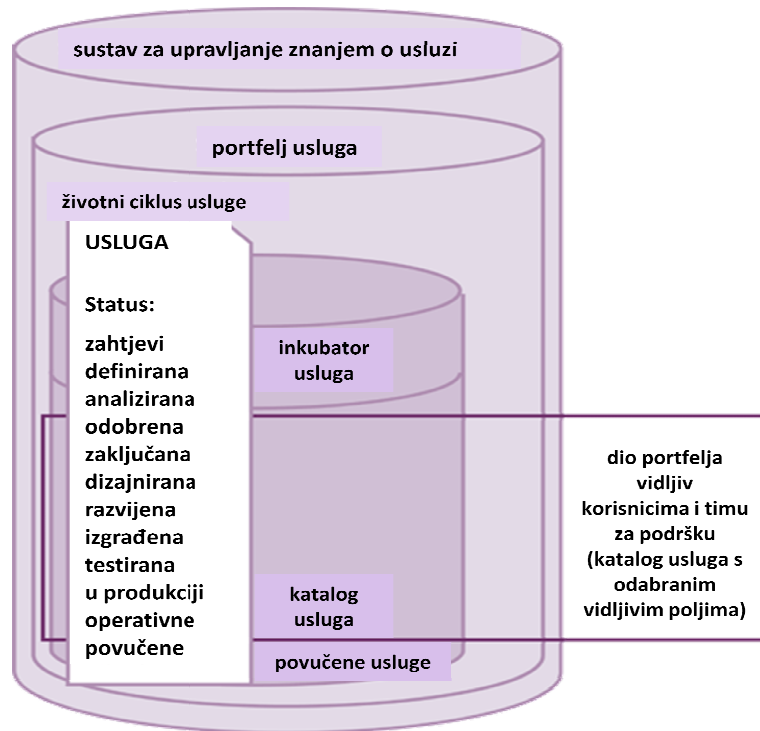 sustav za upravljanje znanjem o usluzi
portfelj usluga
životni ciklus usluge
USLUGA
Status:
zahtjevi
definirana
analizirana
odobrena
zaključana
dizajnirana
razvijena
izgrađena
testirana
u produkciji
operativne
povučene
inkubator
usluga
katalog
usluga
povučene usluge
dio portfelja
vidljiv
korisnicima i timu
za podršku
(katalog usluga s
odabranim
vidljivim poljima)